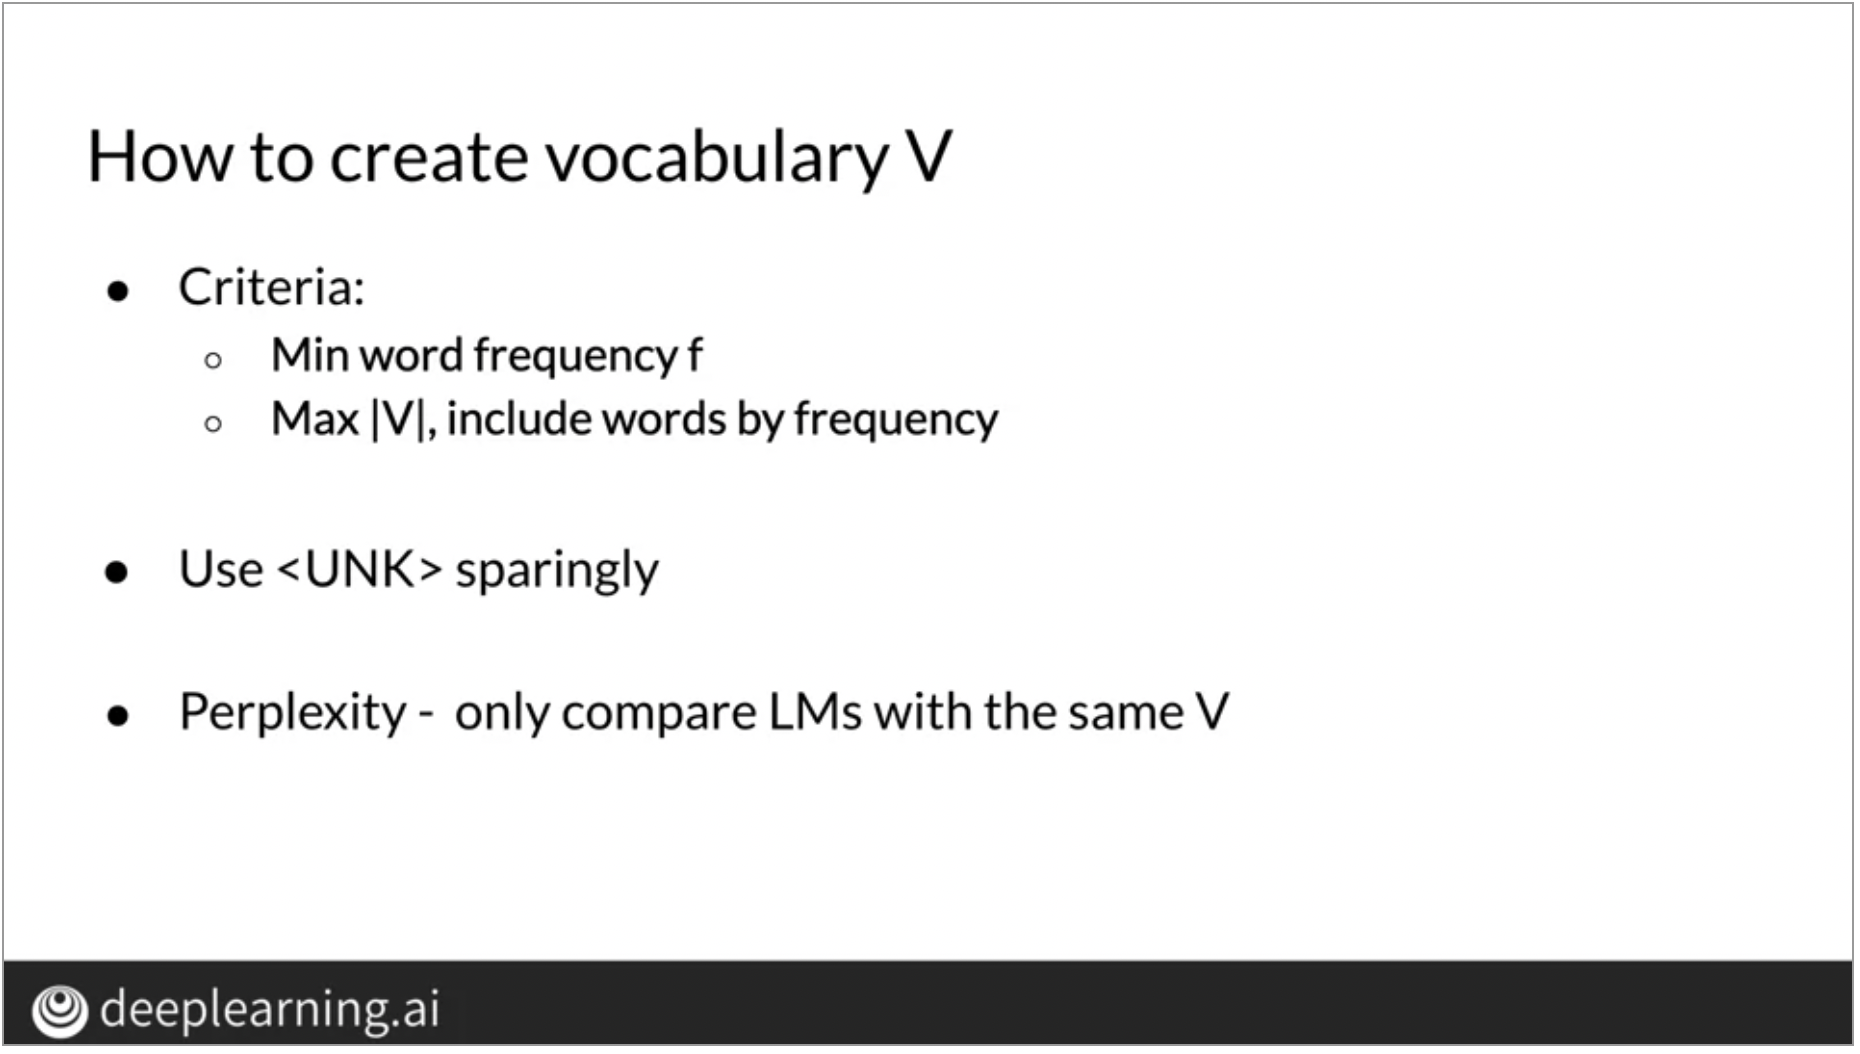 How to create vocabulary V
● Criteria:
○ Min word frequency f
○ Max |V|, include words by frequency
● Use <UNK> sparingly
● Perplexity - only compare LMs with the same V
deeplearning.ai